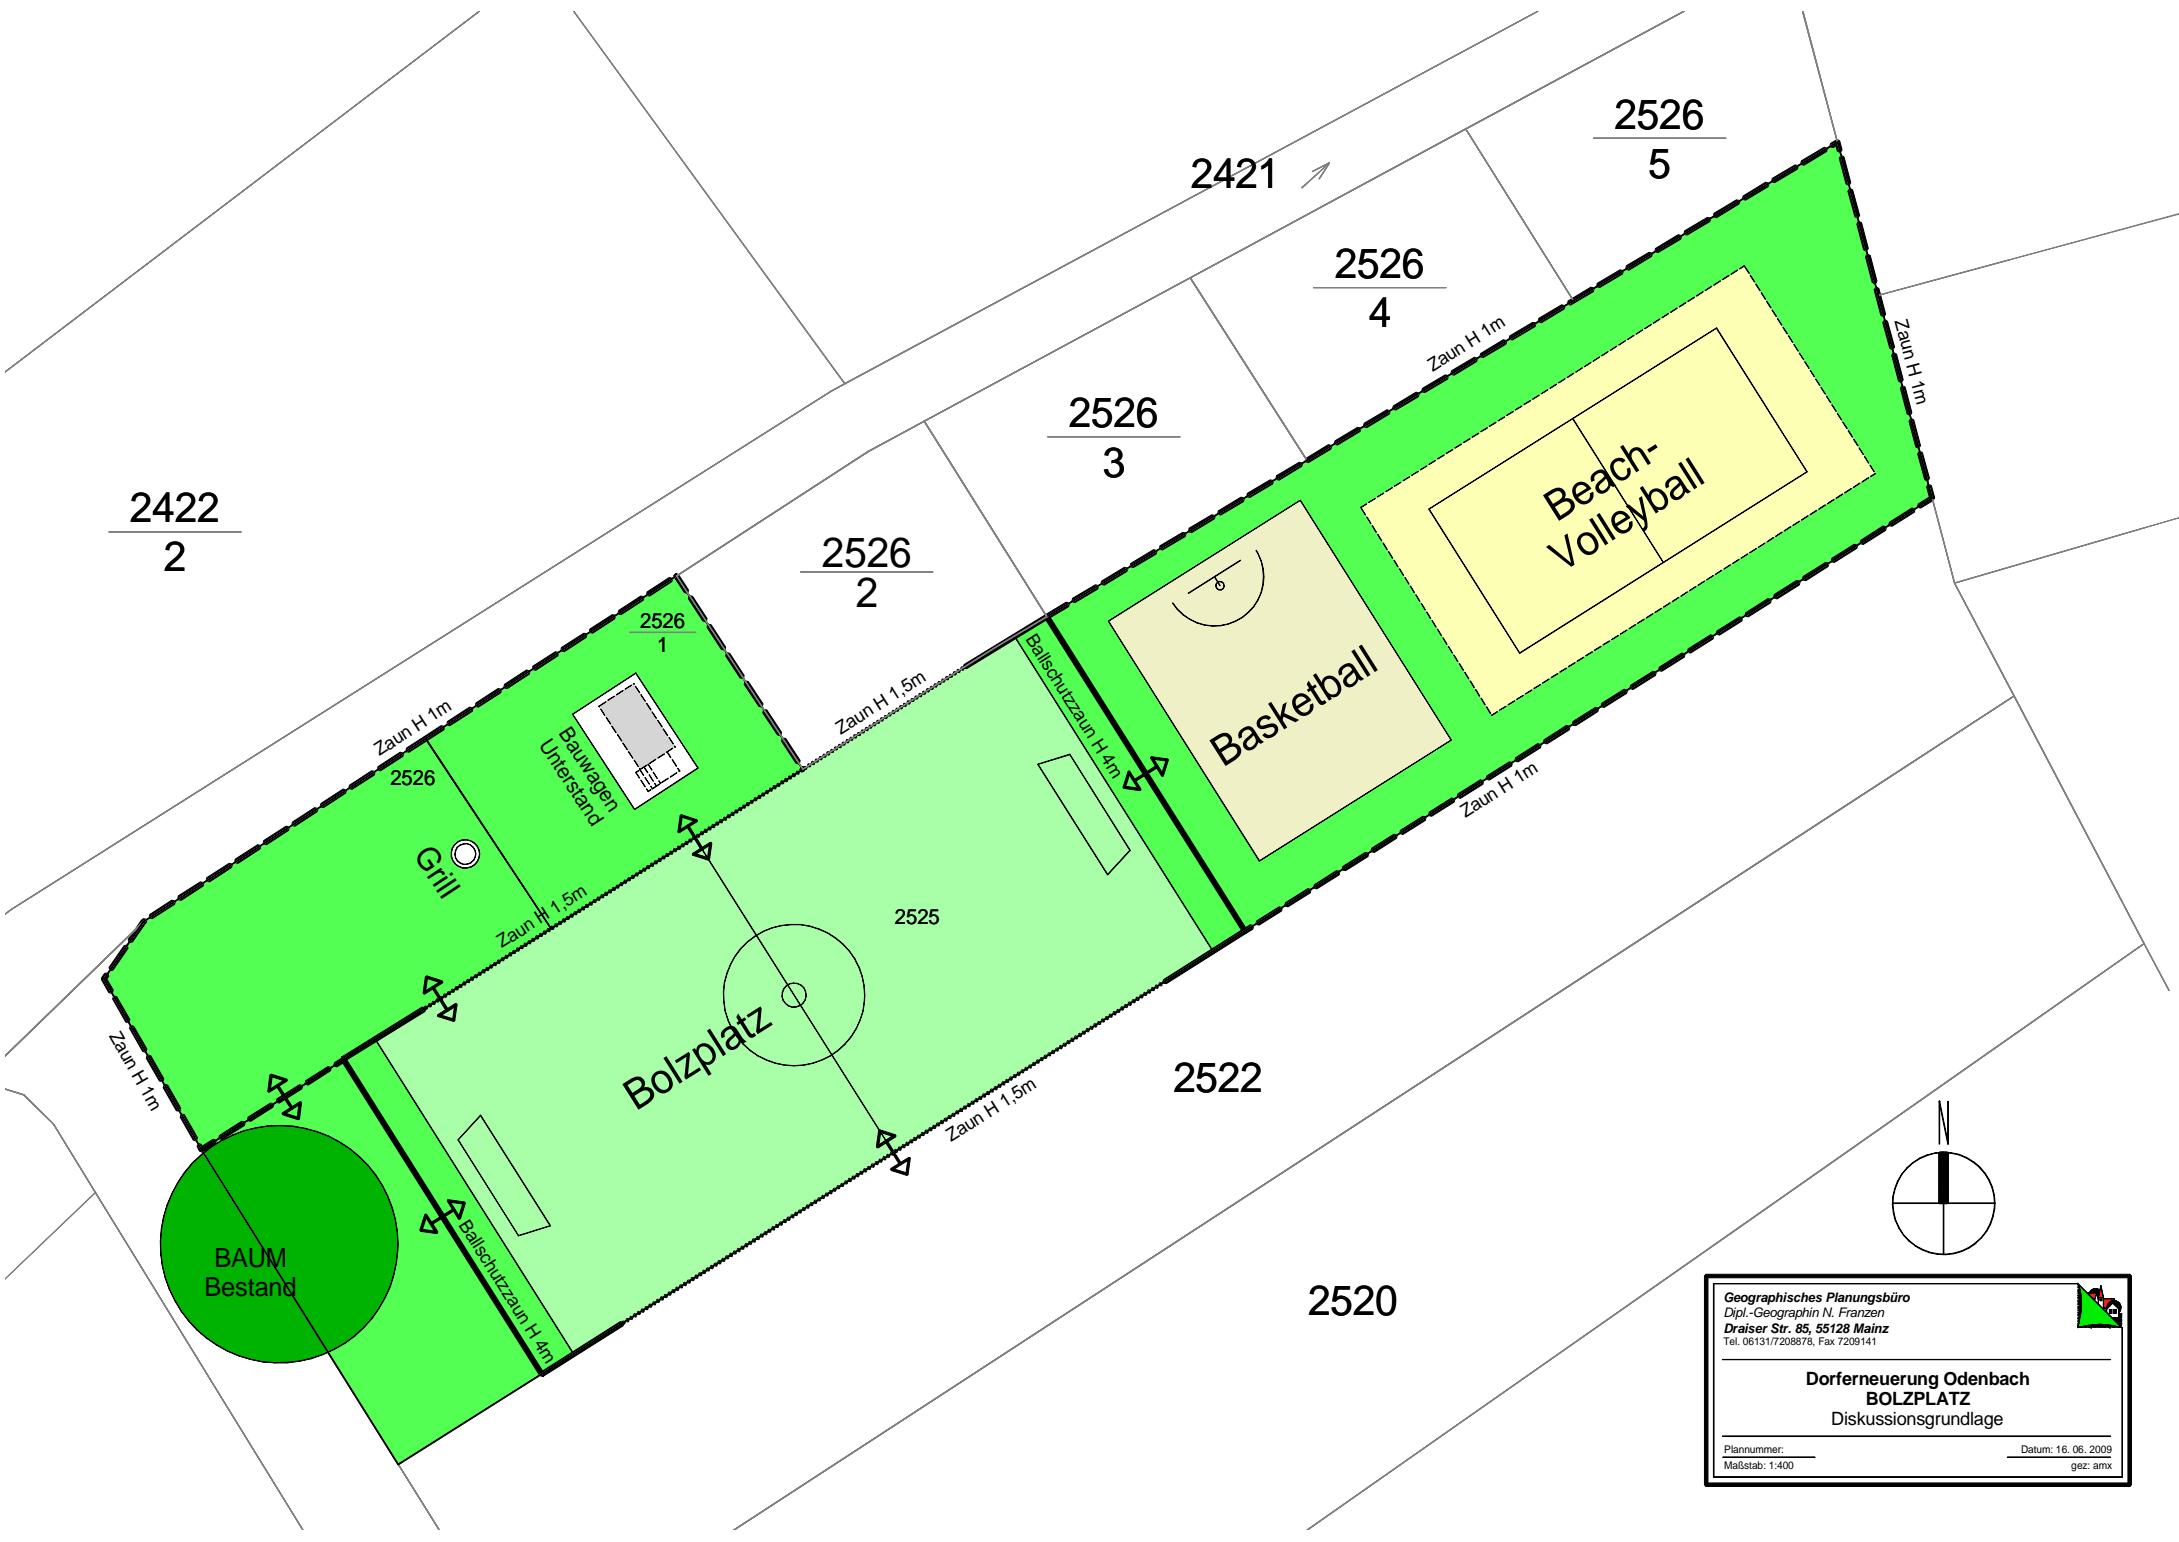 2526
5
2421
2526
4
Zaun H 1m
Zaun H 1m
2526
3
Beach-
Volleyball
2422
2
2526
2
2526
1
Ballschutzzaun H 4m
Basketball
Zaun H 1,5m
Zaun H 1m
2526
Bauwagen
Unterstand
Zaun H 1m
Grill
Zaun H 1,5m
2525
Bolzplatz
Zaun H 1m
2522
Zaun H 1,5m
BAUM
Bestand
Ballschutzzaun H 4m
2520
N
Geographisches Planungsbüro
Dipl.-Geographin N. Franzen
Draiser Str. 85, 55128 Mainz
Tel. 06131/7208878, Fax 7209141
Dorferneuerung Odenbach
BOLZPLATZ
Diskussionsgrundlage
Plannummer:
Datum: 16. 06. 2009
Maßstab: 1:400
gez: amx